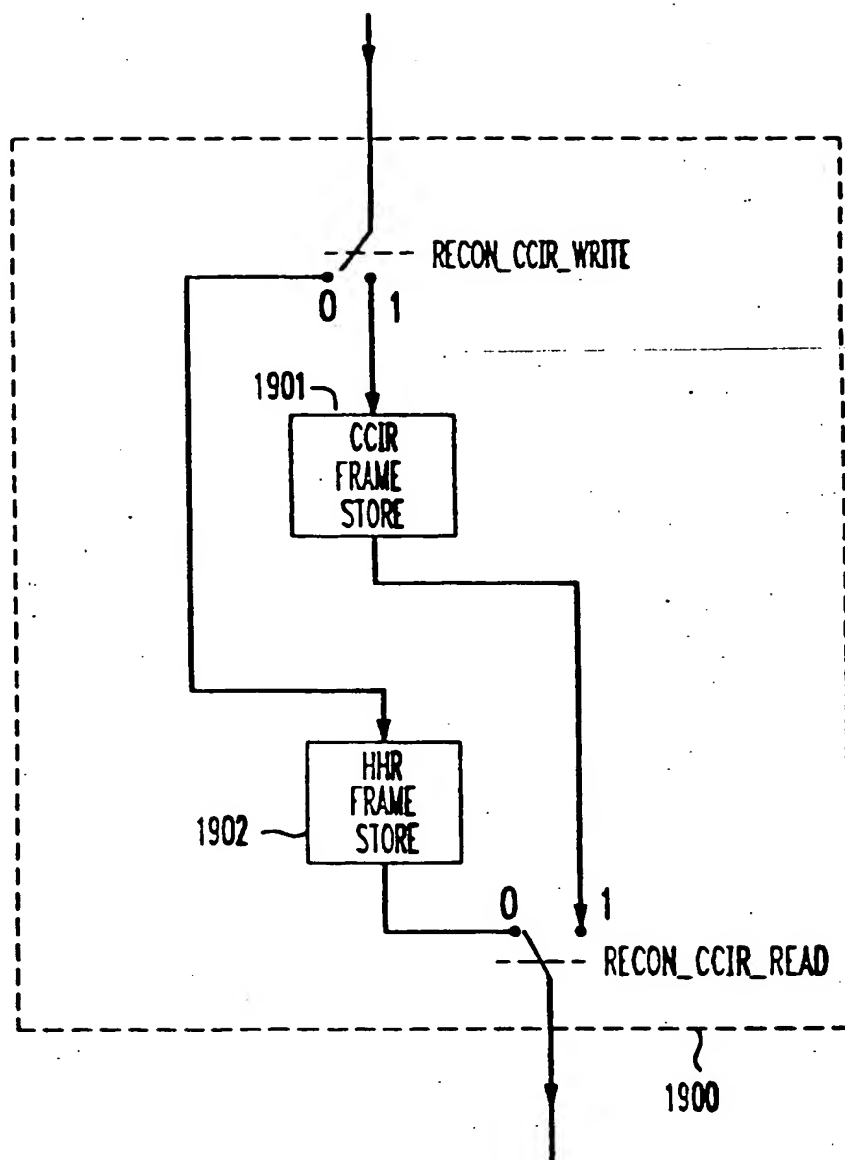 RECON_CCIR_WRITE
0 1
1901
CCIR
FRAME
STORE
HHR
FRAME
STORE
1902
0 1
RECON_CCIR_READ
1900